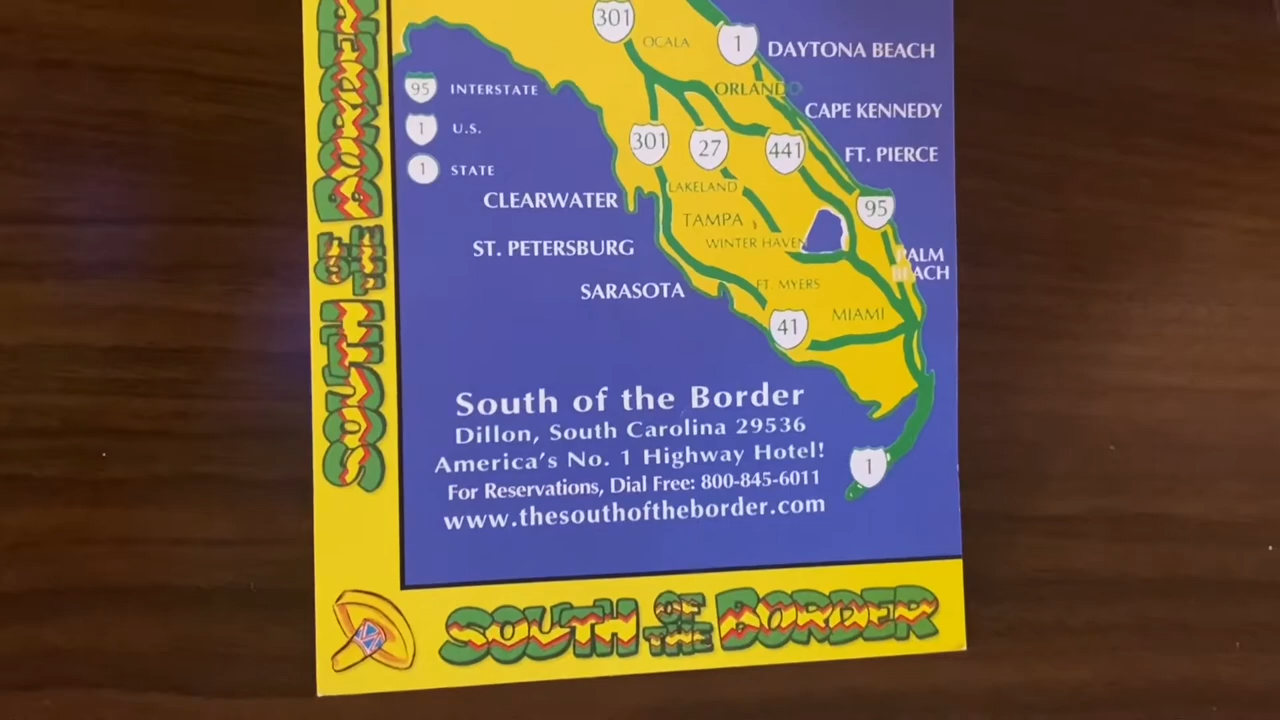 301
OCALA
1
DAYTONA BEACH
95 INTERSTATE
ORLANDO
CAPE KENNEDY
1 U.S.
301
27
441
FT. PIERCE
1 STATE
LAKELAND
CLEARWATER
95
TAMPA
WINTER HAVEN
ST. PETERSBURG
PALM
BEACH
SARASOTA
FT. MYERS
MIAMI
41
South of the Border
Dillon, South Carolina 29536
America's No. 1 Highway Hotel!
For Reservations, Dial Free: 800-845-6011
www.thesouthoftheborder.com
1
SOUTH OF THE BORDER
SOUTH OF THE BORDER